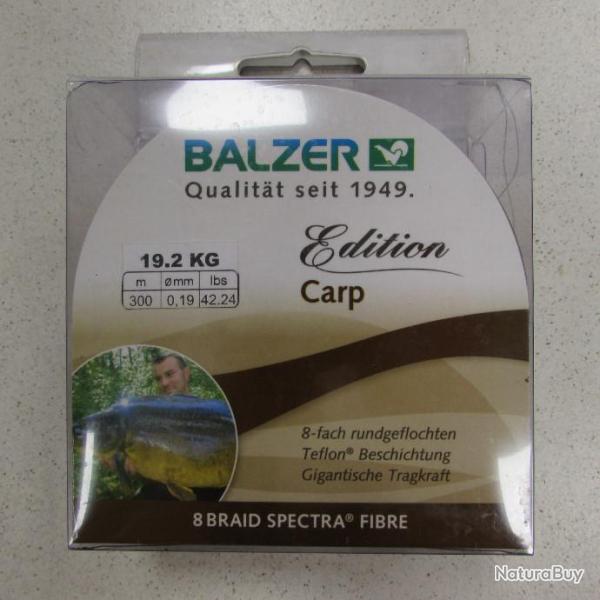 BALZER
Qualität seit 1949.
Edition
Carp
19.2 KG
m ømm lbs
300 0,19 42.24
8-fach rundgeflochten
Teflon® Beschichtung
Gigantische Tragkraft
8 BRAID SPECTRA® FIBRE
NaturaBuy